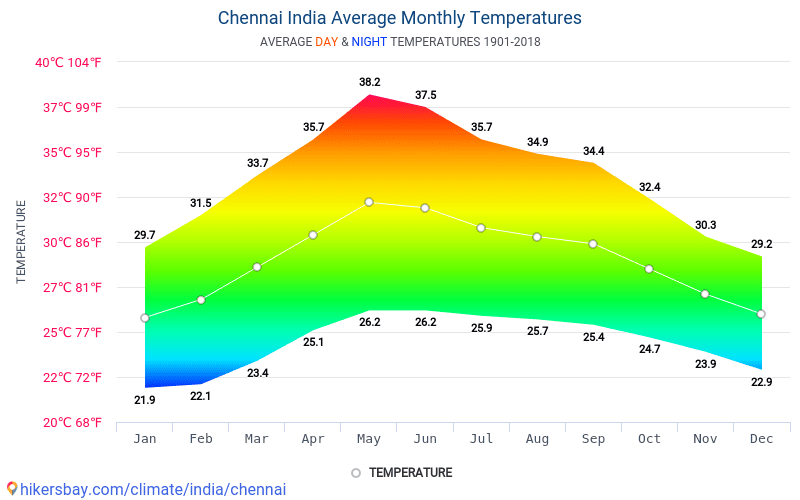 Chennai India Average Monthly Temperatures
AVERAGE DAY & NIGHT TEMPERATURES 1901-2018
40℃ 104℉
37℃ 99℉
35℃ 95℉
32℃ 90℉
30℃ 86℉
27℃ 81℉
25℃ 77℉
22℃ 72℉
20℃ 68℉
TEMPERATURE
29.7 31.5 33.7 35.7 38.2 37.5 35.7 34.9 34.4 32.4 30.3 29.2
21.9 22.1 23.4 25.1 26.2 26.2 25.9 25.7 25.4 24.7 23.9 22.9
Jan Feb Mar Apr May Jun Jul Aug Sep Oct Nov Dec
TEMPERATURE
hikersbay.com/climate/india/chennai